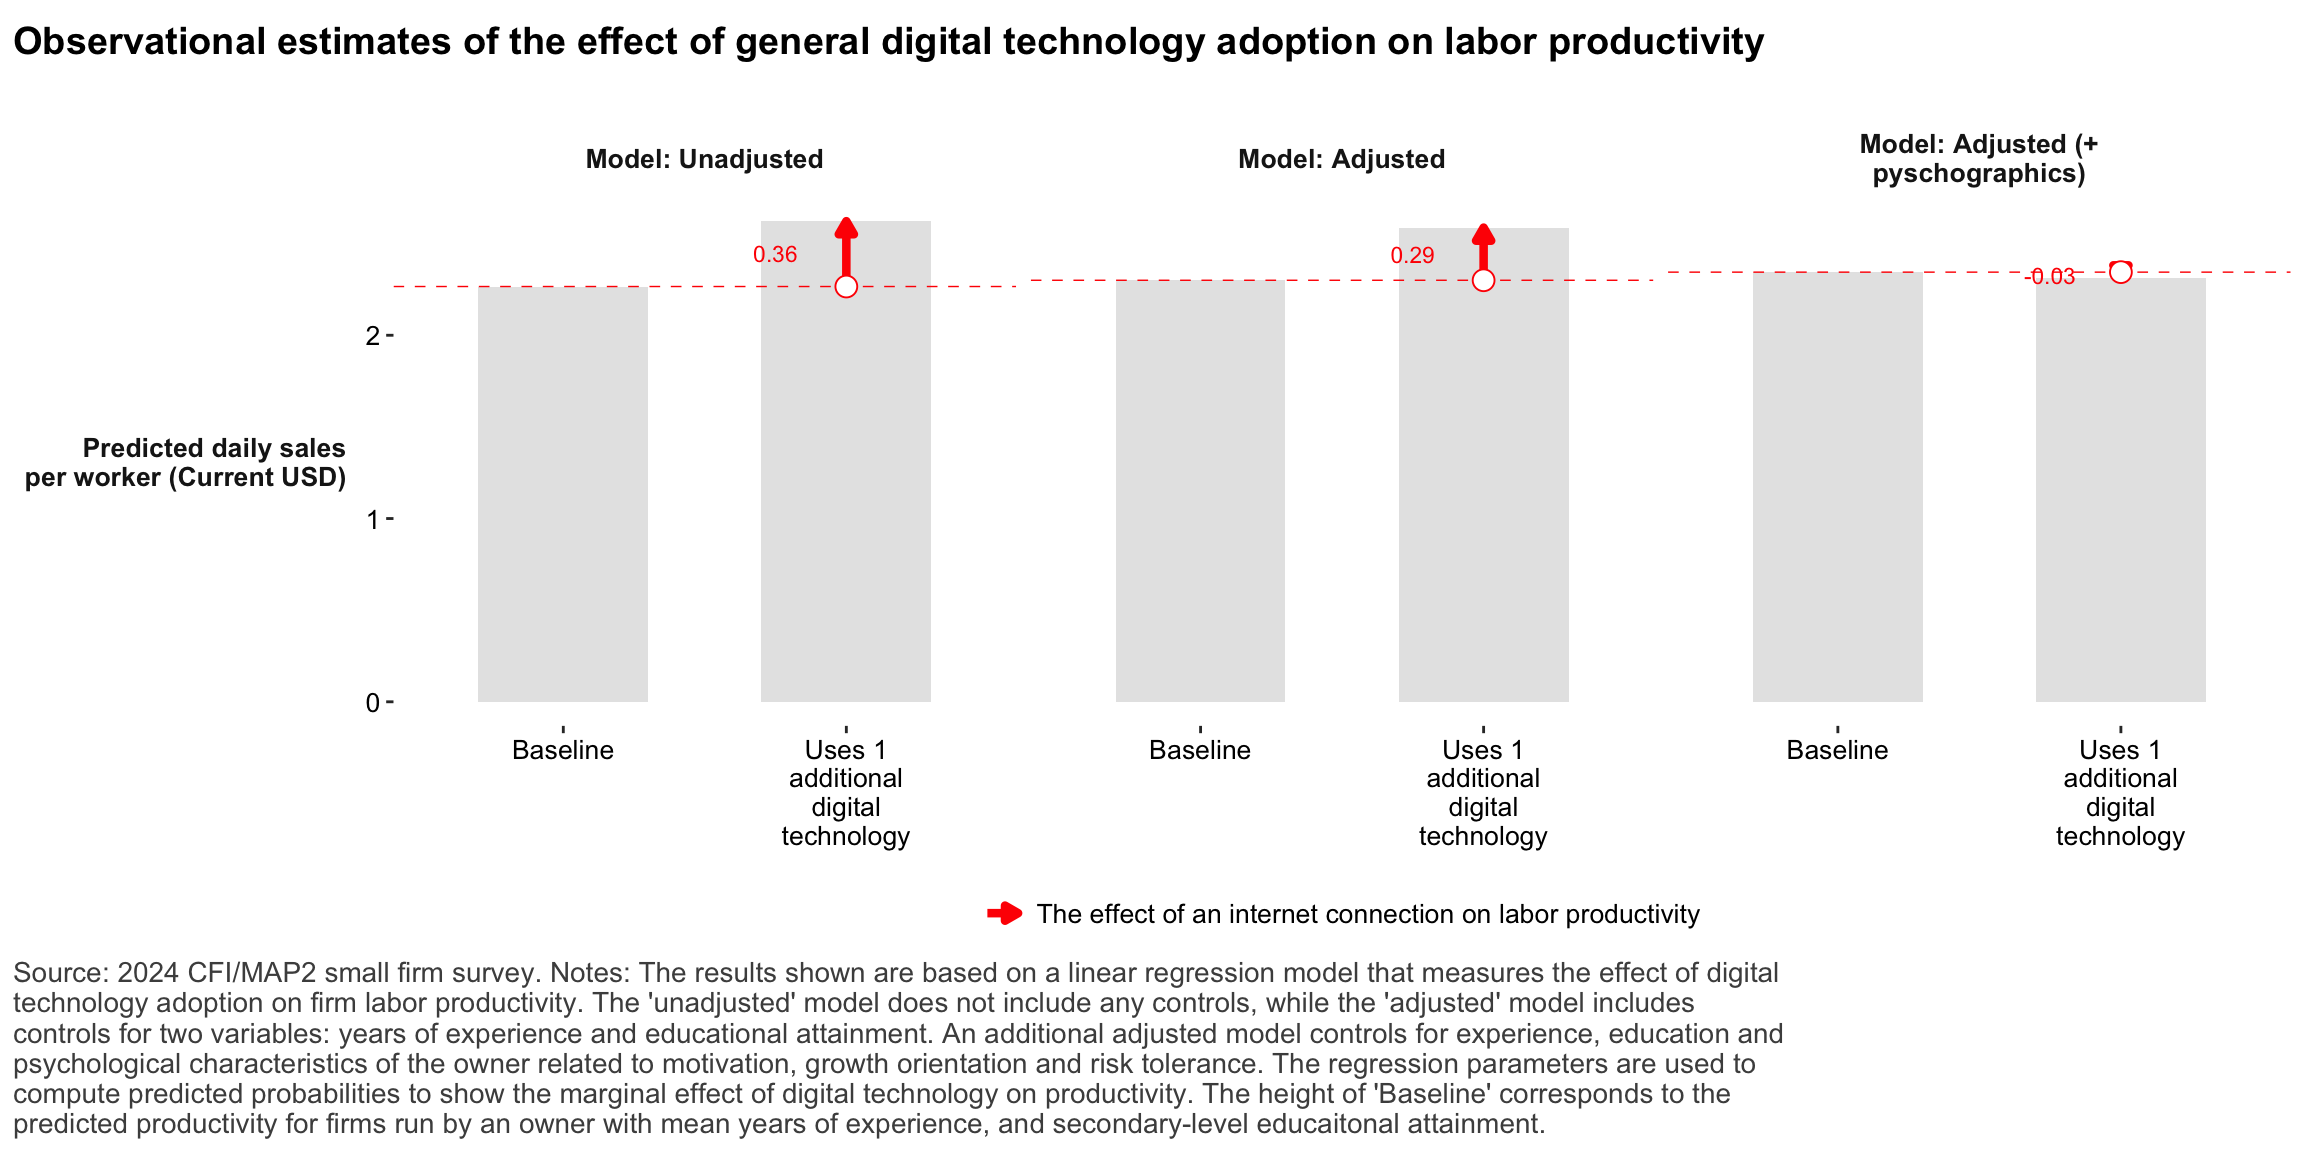 Observational estimates of the effect of general digital technology adoption on labor productivity
Model: Unadjusted
Model: Adjusted
Model: Adjusted (+
pyschographics)
0.36
0.29
-0.03
2
1
0
Predicted daily sales
per worker (Current USD)
Baseline
Uses 1
additional
digital
technology
Baseline
Uses 1
additional
digital
technology
Baseline
Uses 1
additional
digital
technology
The effect of an internet connection on labor productivity
Source: 2024 CFI/MAP2 small firm survey. Notes: The results shown are based on a linear regression model that measures the effect of digital
technology adoption on firm labor productivity. The 'unadjusted' model does not include any controls, while the 'adjusted' model includes
controls for two variables: years of experience and educational attainment. An additional adjusted model controls for experience, education and
psychological characteristics of the owner related to motivation, growth orientation and risk tolerance. The regression parameters are used to
compute predicted probabilities to show the marginal effect of digital technology on productivity. The height of 'Baseline' corresponds to the
predicted productivity for firms run by an owner with mean years of experience, and secondary-level educaitonal attainment.